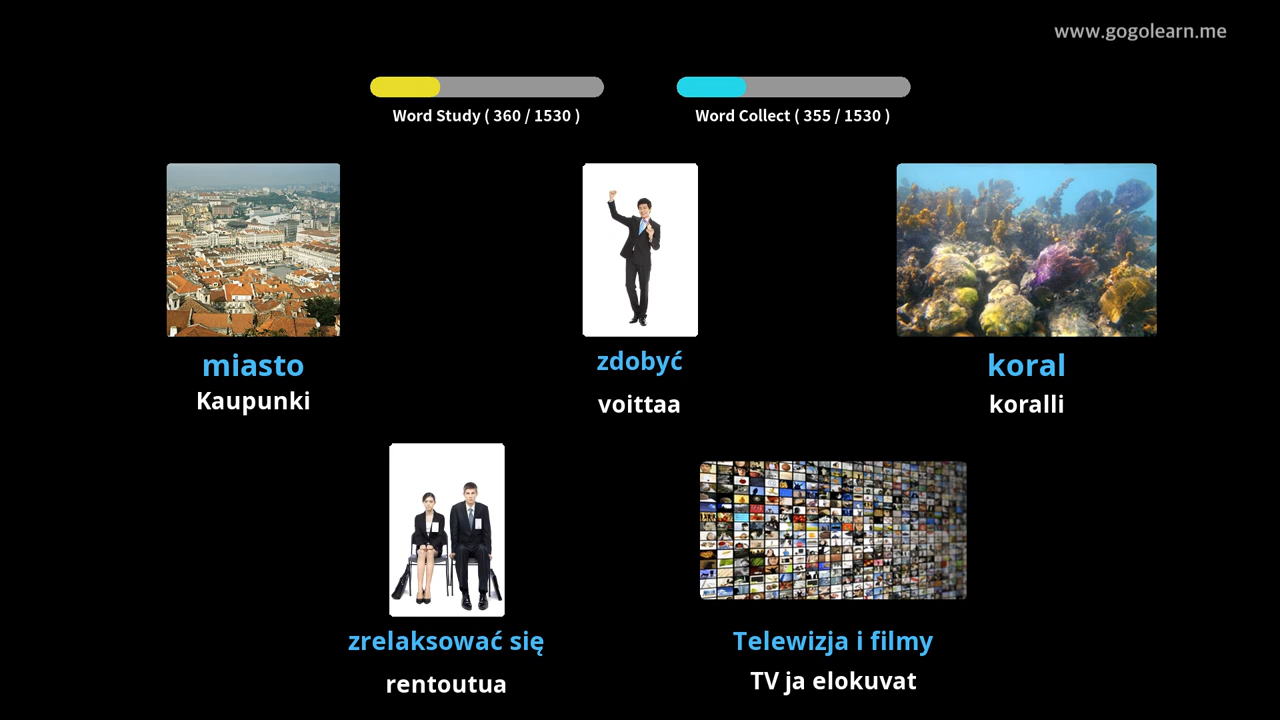 www.gogolearn.me
Word Study ( 360 / 1530 )
Word Collect ( 355 / 1530 )
miasto
Kaupunki
zdobyć
voittaa
koral
koralli
zrelaksować się
rentoutua
Telewizja i filmy
TV ja elokuvat